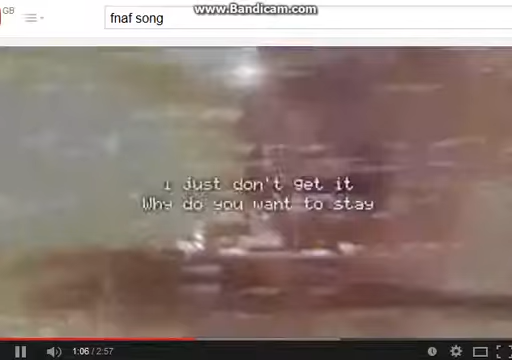 www.Bandicam.com
GB
fnaf song
i just don't get it
Why do you want to stay
1:06 / 2:57